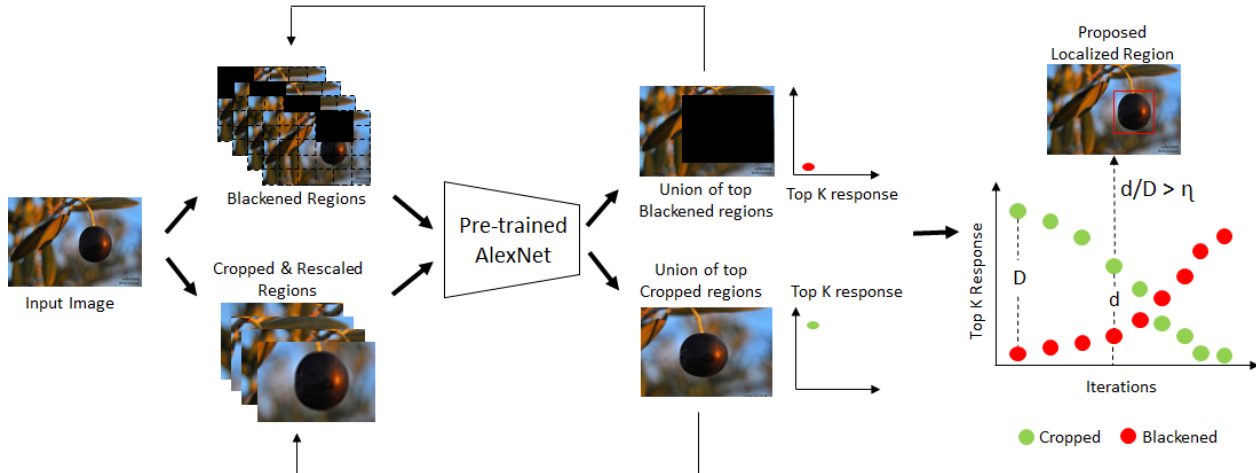 Input Image
Blackened Regions
Cropped & Rescaled
Regions
Pre-trained
AlexNet
Union of top
Blackened regions
Top K response
Union of top
Cropped regions
Top K response
Proposed
Localized Region
d/D > η
Top K Response
D
d
Iterations
Cropped
Blackened